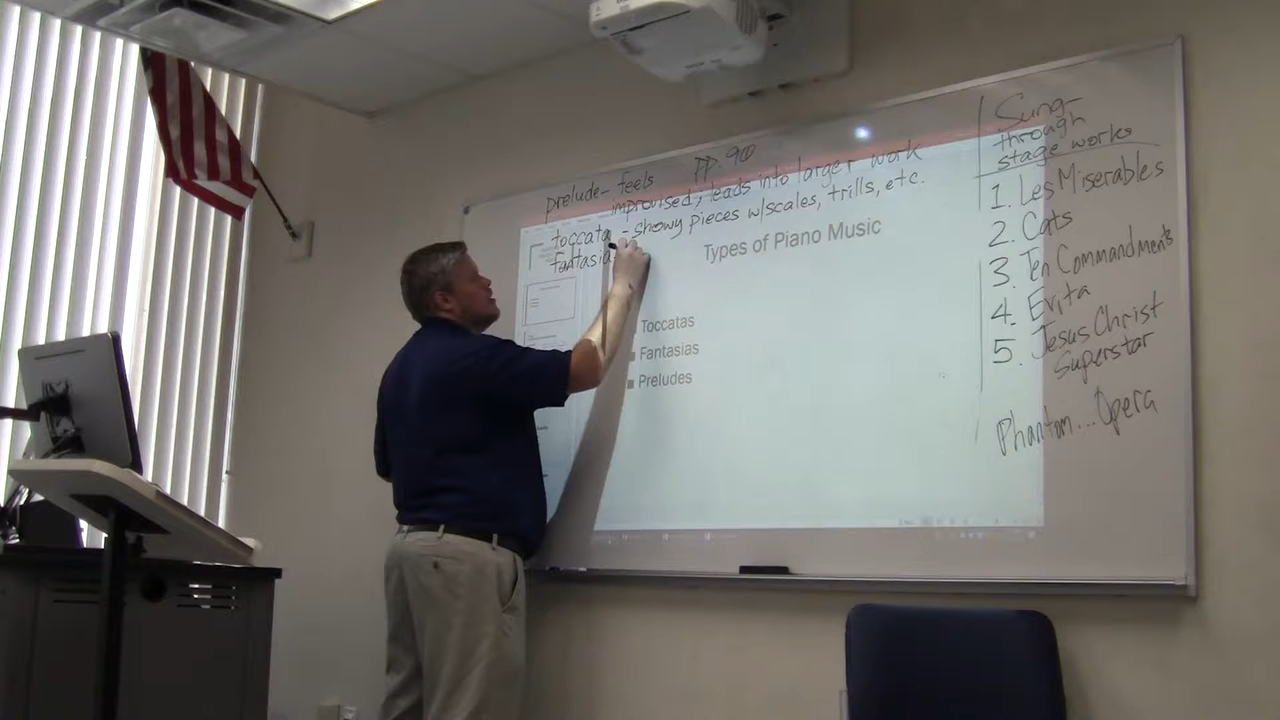 pp. 90
prelude- feels
improvised, leads into larger work
toccata - showy pieces w/scales, trills, etc.
fantasia
Types of Piano Music
Toccatas
Fantasias
Preludes
Sung-
through
stage works
1. Les Miserables
2. Cats
3. Ten Commandments
4. Evita
5. Jesus Christ
Superstar
Phantom... Opera